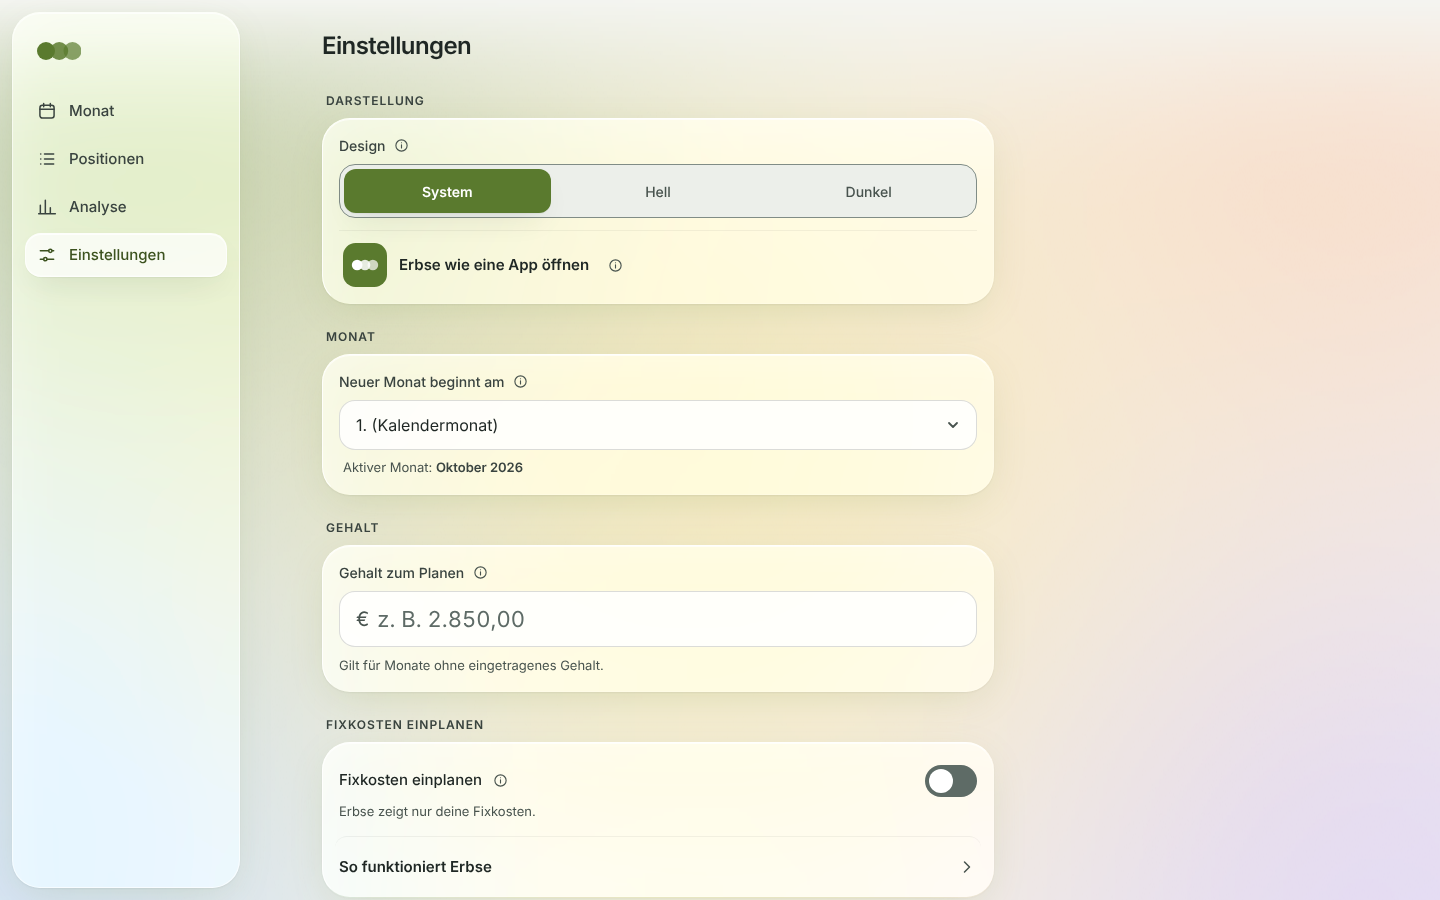 Einstellungen
Monat
Positionen
Analyse
Einstellungen
DARSTELLUNG
Design
System
Hell
Dunkel
Erbse wie eine App öffnen
MONAT
Neuer Monat beginnt am
1. (Kalendermonat)
Aktiver Monat: Oktober 2026
GEHALT
Gehalt zum Planen
€ z. B. 2.850,00
Gilt für Monate ohne eingetragenes Gehalt.
FIXKOSTEN EINPLANEN
Fixkosten einplanen
Erbse zeigt nur deine Fixkosten.
So funktioniert Erbse